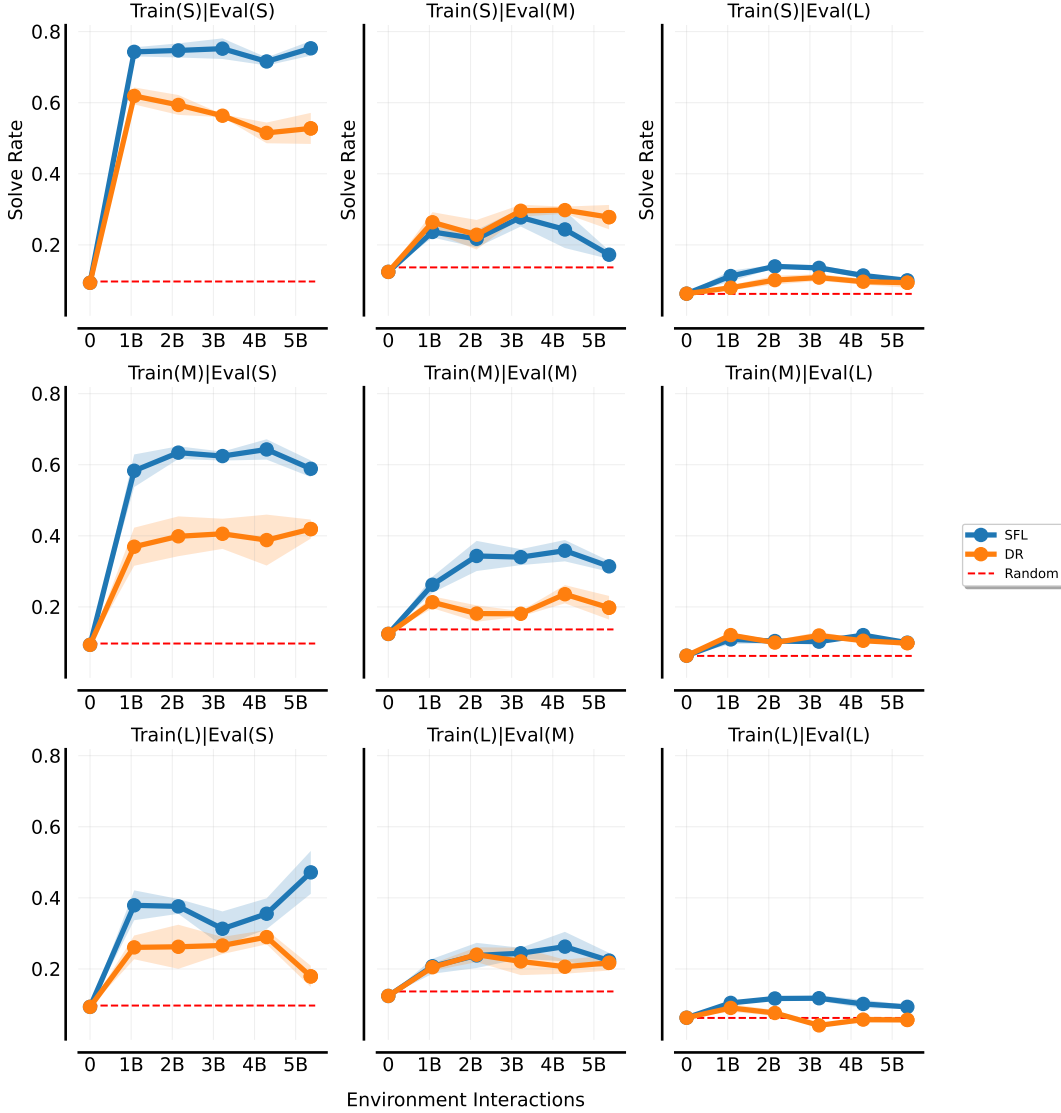 Train(S)|Eval(S) Train(S)|Eval(M) Train(S)|Eval(L)
0.8
0.6
0.4
0.2
Solve Rate Solve Rate Solve Rate
0 1B 2B 3B 4B 5B 0 1B 2B 3B 4B 5B 0 1B 2B 3B 4B 5B
Train(M)|Eval(S) Train(M)|Eval(M) Train(M)|Eval(L)
0.8
0.6
0.4
0.2
0 1B 2B 3B 4B 5B 0 1B 2B 3B 4B 5B 0 1B 2B 3B 4B 5B
SFL
DR
Random
Train(L)|Eval(S) Train(L)|Eval(M) Train(L)|Eval(L)
0.8
0.6
0.4
0.2
0 1B 2B 3B 4B 5B 0 1B 2B 3B 4B 5B 0 1B 2B 3B 4B 5B
Environment Interactions